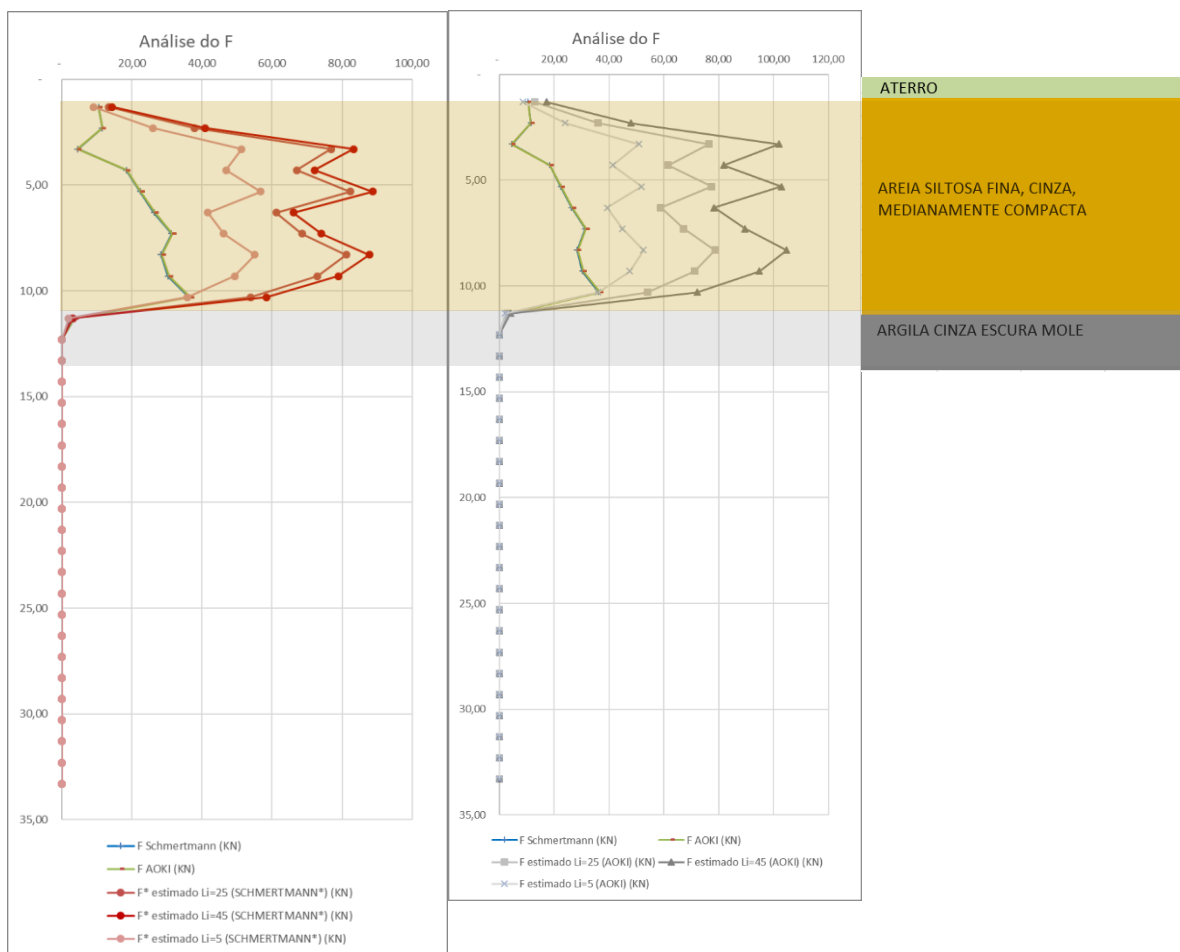 Análise do F
-
20,00
40,00
60,00
80,00
100,00
-
5,00
10,00
15,00
20,00
25,00
30,00
35,00
F Schmertmann (KN)
F AOKI (KN)
F* estimado Li=25 (SCHMERTMANN*) (KN)
F* estimado Li=45 (SCHMERTMANN*) (KN)
F* estimado Li=5 (SCHMERTMANN*) (KN)
Análise do F
-
20,00
40,00
60,00
80,00
100,00
120,00
-
5,00
10,00
15,00
20,00
25,00
30,00
35,00
F Schmertmann (KN)
F AOKI (KN)
F estimado Li=25 (AOKI) (KN)
F estimado Li=45 (AOKI) (KN)
F estimado Li=5 (AOKI) (KN)
ATERRO
AREIA SILTOSA FINA, CINZA,
MEDIANAMENTE COMPACTA
ARGILA CINZA ESCURA MOLE